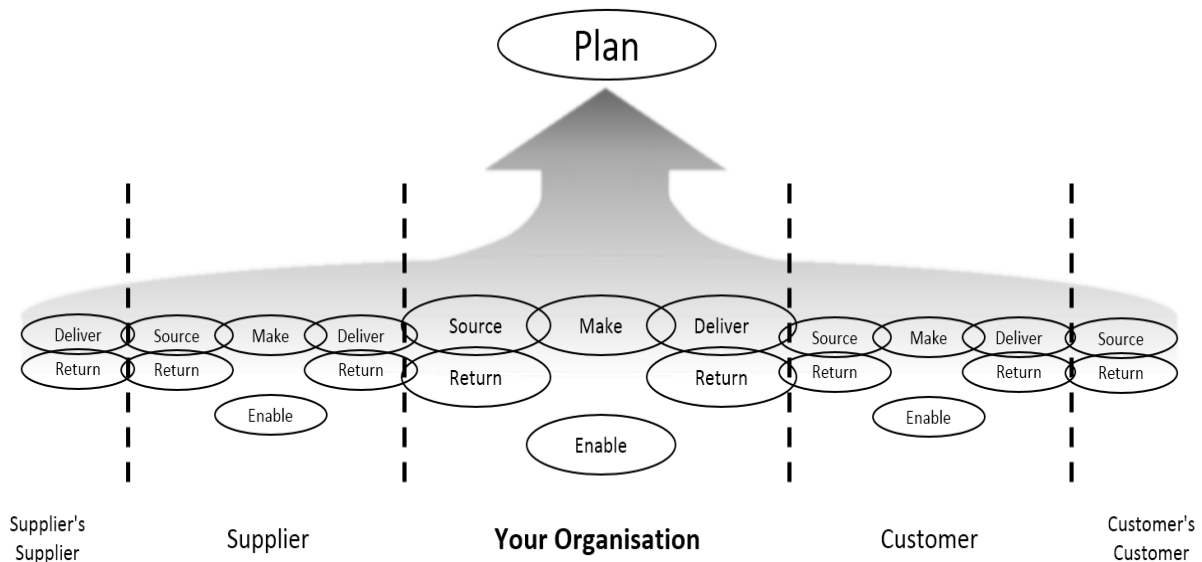 Plan
Deliver Source Make Deliver Source Make Deliver Source Make Deliver Source
Return Return Return Return Return Return Return Return
Enable Enable Enable
Supplier's
Supplier
Supplier
Your Organisation
Customer
Customer's
Customer